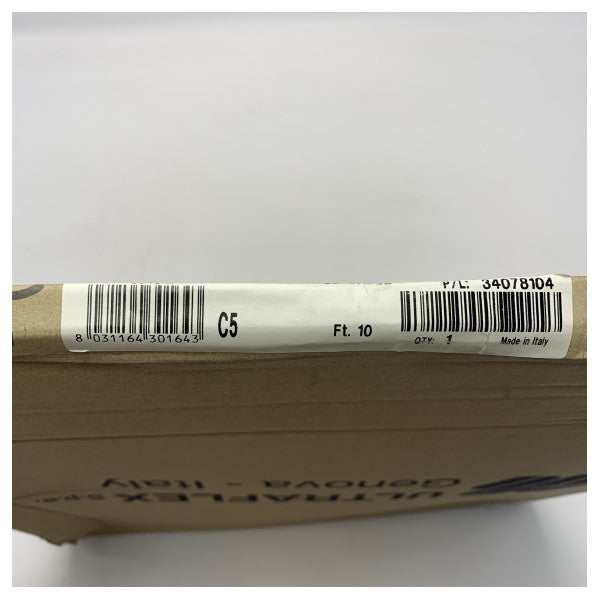 P/L: 34078104
8 031164 301643
C5
Ft. 10
QTY: 1
Made in Italy
ULTRAFLEX s.p.a.
Genova - Italy